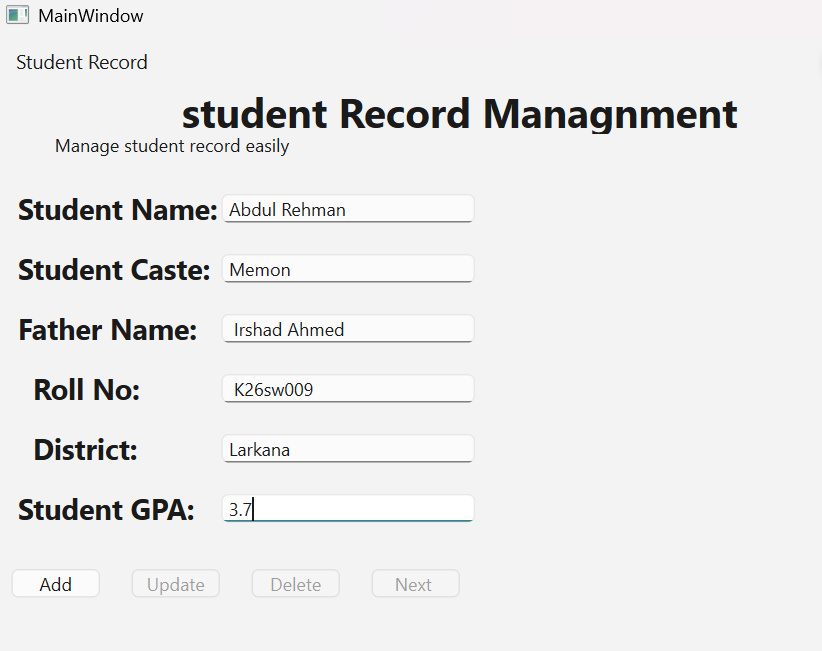 MainWindow
Student Record
student Record Managnment
Manage student record easily
Student Name: Abdul Rehman
Student Caste: Memon
Father Name: Irshad Ahmed
Roll No: K26sw009
District: Larkana
Student GPA: 3.7
Add Update Delete Next